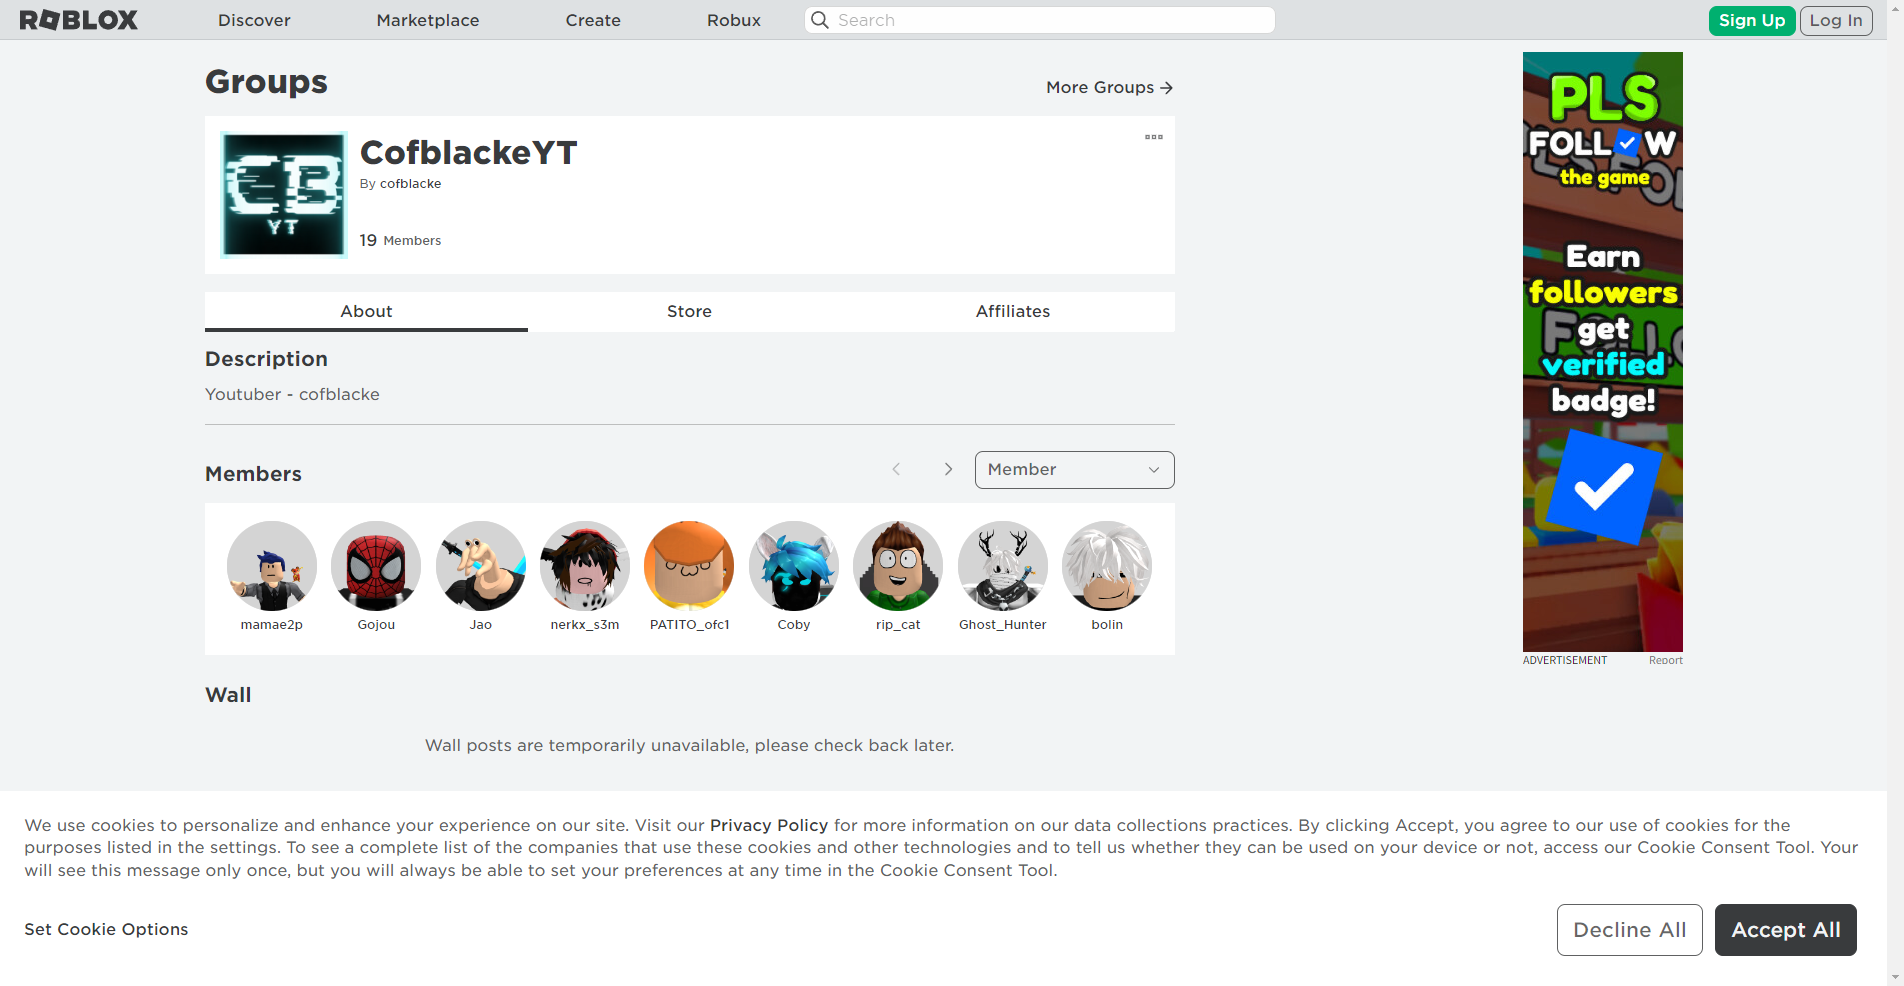 ROBLOX
Discover
Marketplace
Create
Robux
Search
Sign Up
Log In
Groups
More Groups
CB
YT
CofblackeYT
By cofblacke
19 Members
About
Store
Affiliates
Description
Youtuber - cofblacke
Members
Member
mamae2p
Gojou
Jao
nerkx_s3m
PATITO_ofc1
Coby
rip_cat
Ghost_Hunter
bolin
Wall
Wall posts are temporarily unavailable, please check back later.
PLS
FOLLOW
the game
Earn
followers
get
verified
badge!
ADVERTISEMENT
Report
We use cookies to personalize and enhance your experience on our site. Visit our Privacy Policy for more information on our data collections practices. By clicking Accept, you agree to our use of cookies for the
purposes listed in the settings. To see a complete list of the companies that use these cookies and other technologies and to tell us whether they can be used on your device or not, access our Cookie Consent Tool. Your
will see this message only once, but you will always be able to set your preferences at any time in the Cookie Consent Tool.
Set Cookie Options
Decline All
Accept All